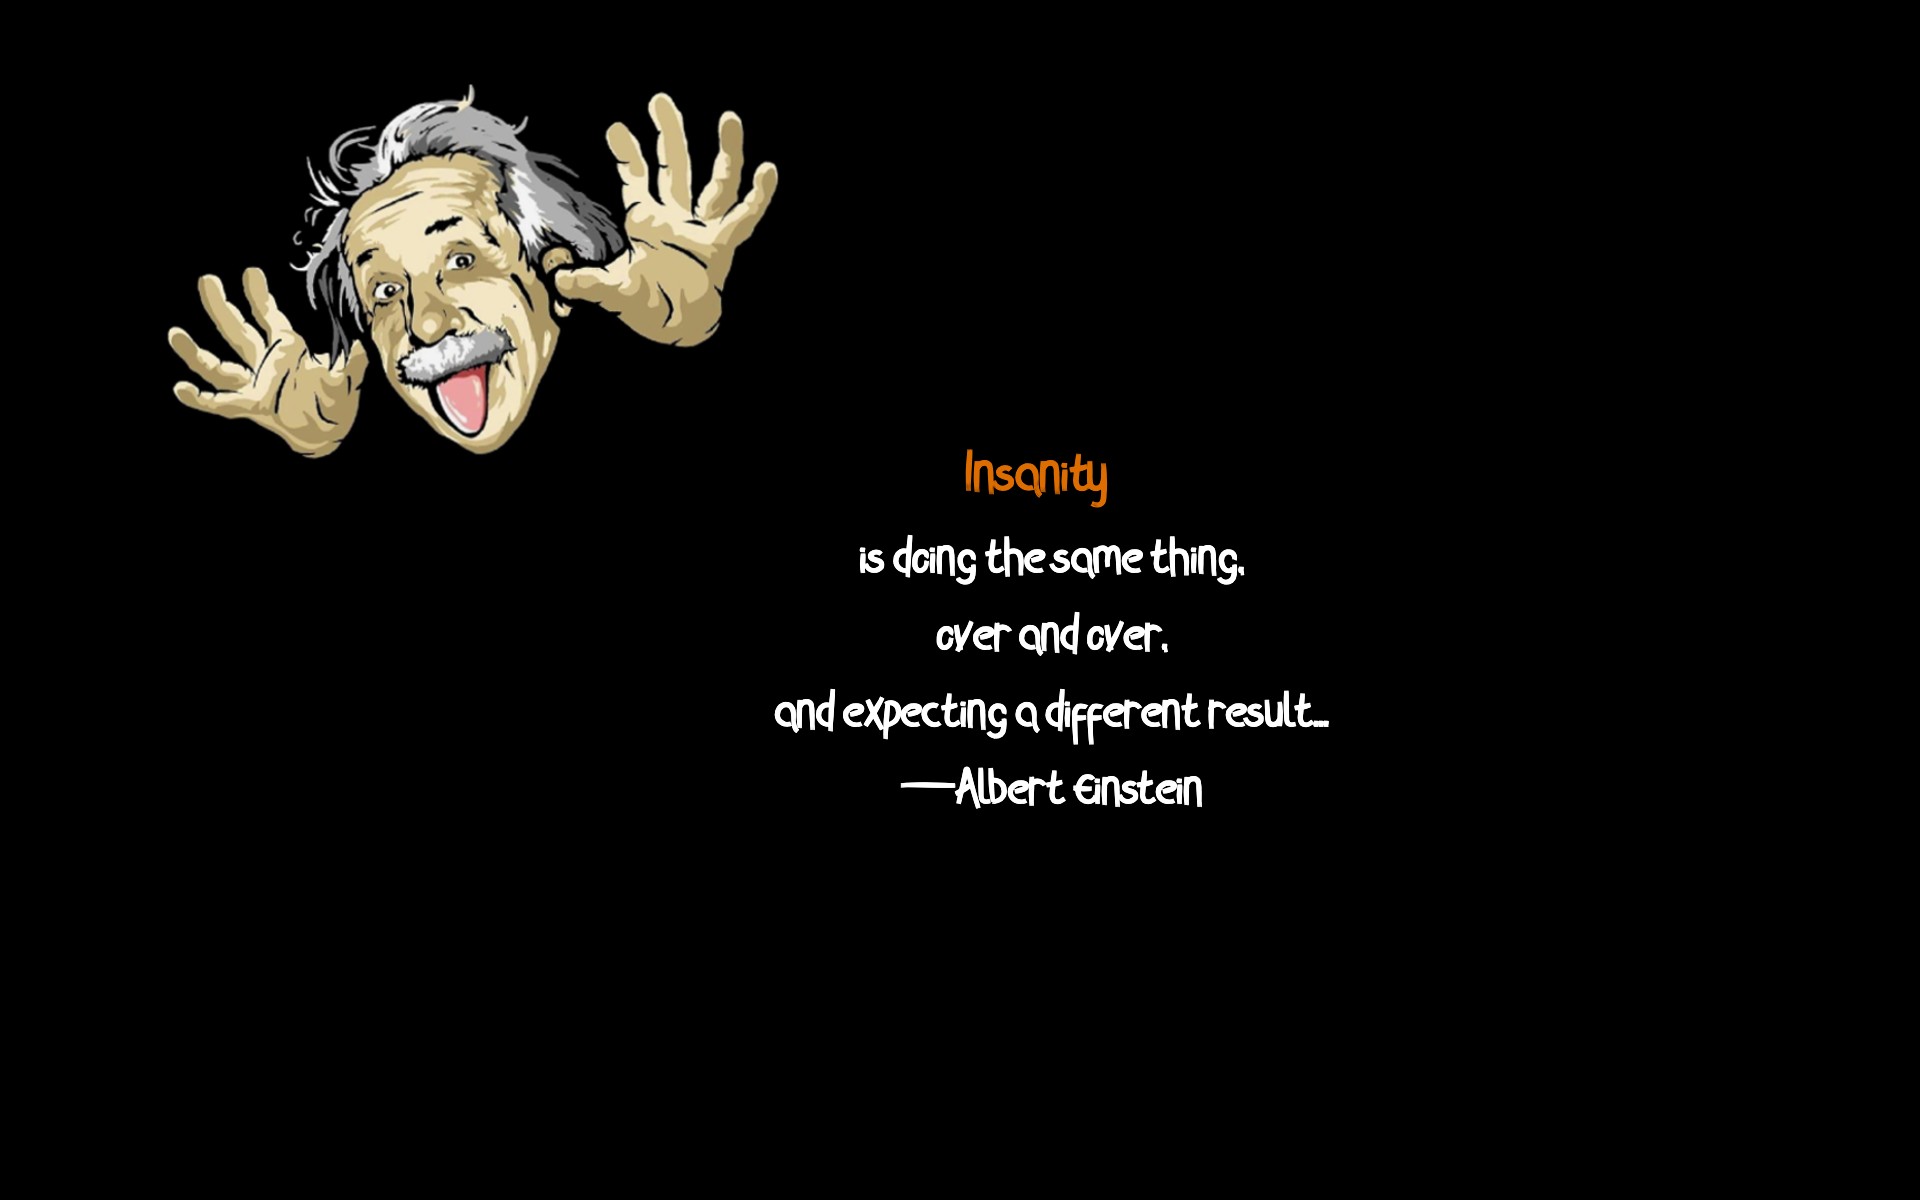 Insanity
is doing the same thing,
over and over,
and expecting a different result...
—Albert Einstein